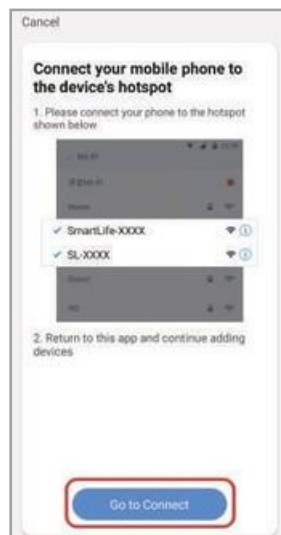 Cancel
Connect your mobile phone to
the device's hotspot
1. Please connect your phone to the hotspot
shown below
SmartLife-XXXX
SL-XXXX
2. Return to this app and continue adding
devices
Go to Connect